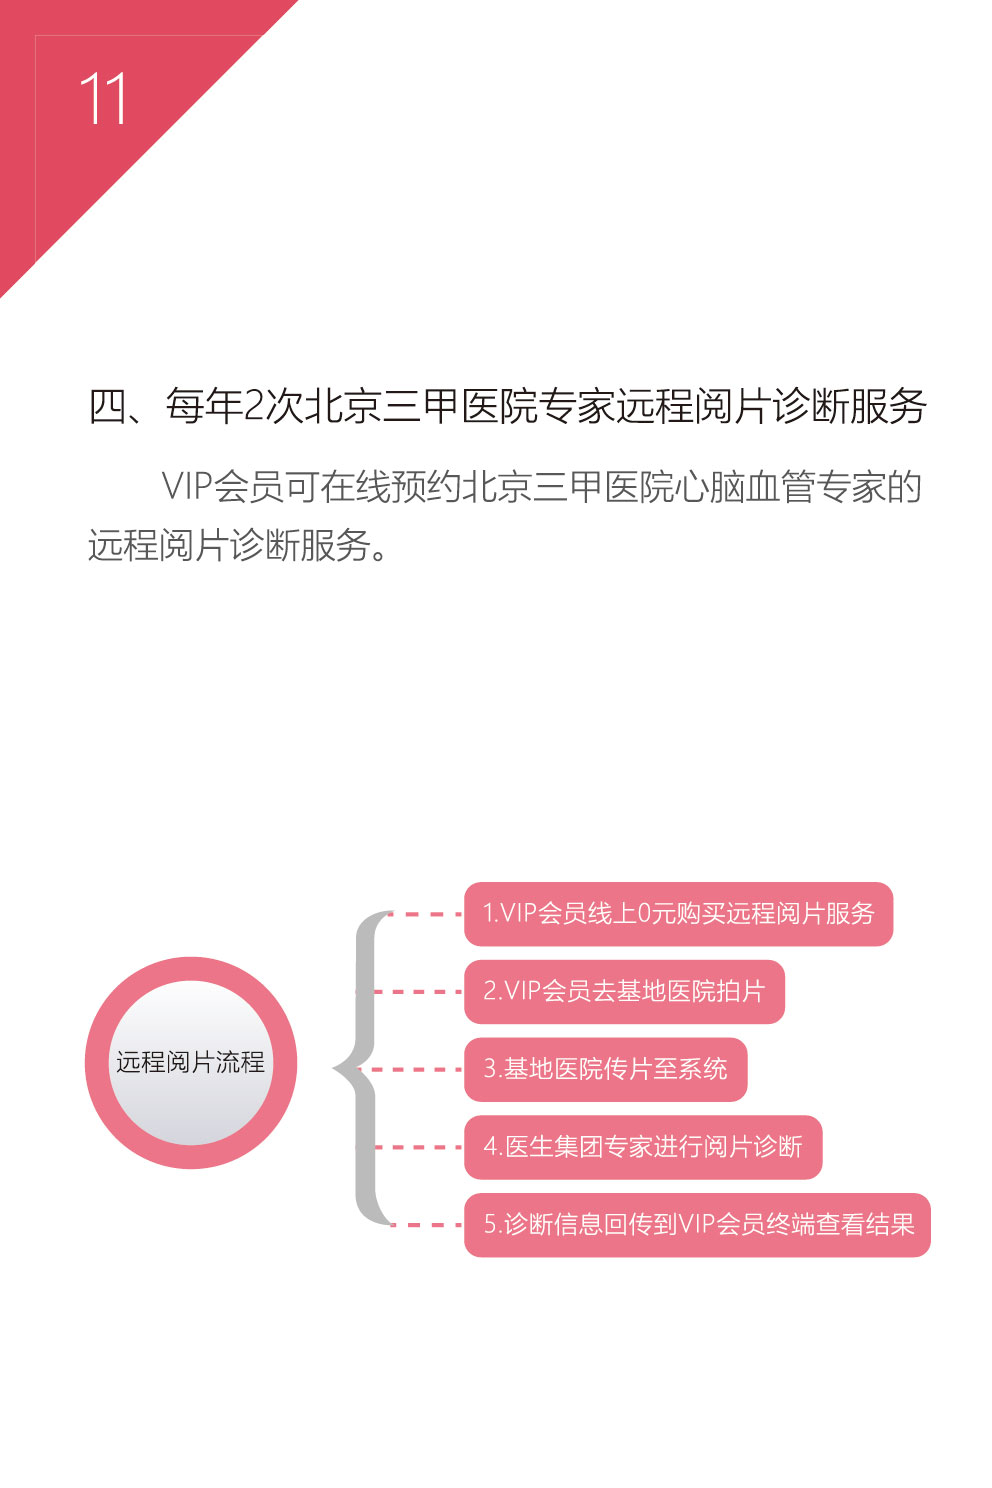 11
四、每年2次北京三甲医院专家远程阅片诊断服务
VIP会员可在线预约北京三甲医院心脑血管专家的
远程阅片诊断服务。
远程阅片流程
1.VIP会员线上0元购买远程阅片服务
2.VIP会员去基地医院拍片
3.基地医院传片至系统
4.医生集团专家进行阅片诊断
5.诊断信息回传到VIP会员终端查看结果